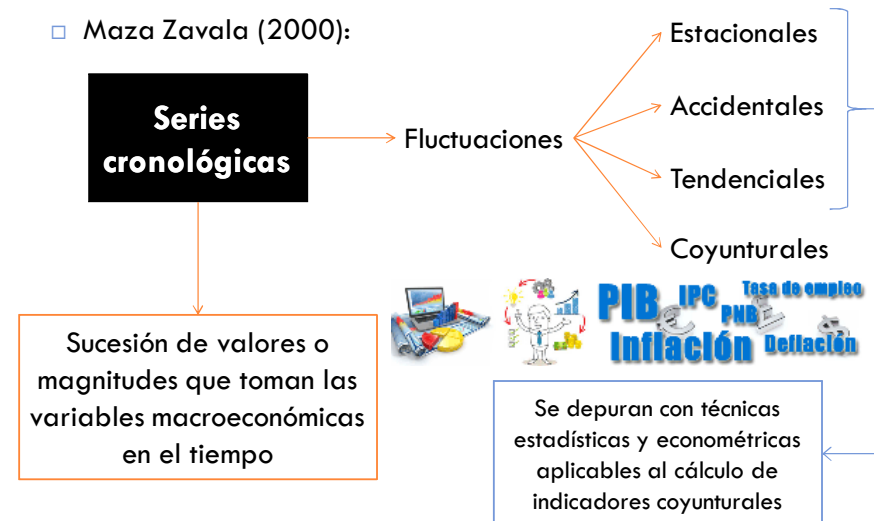 Maza Zavala (2000):
Series
cronológicas
Fluctuaciones
Estacionales
Accidentales
Tendenciales
Coyunturales
Sucesión de valores o
magnitudes que toman las
variables macroeconómicas
en el tiempo
PIB IPC PNB Tasa de empleo
Inflación Deflación
Se depuran con técnicas
estadísticas y econométricas
aplicables al cálculo de
indicadores coyunturales